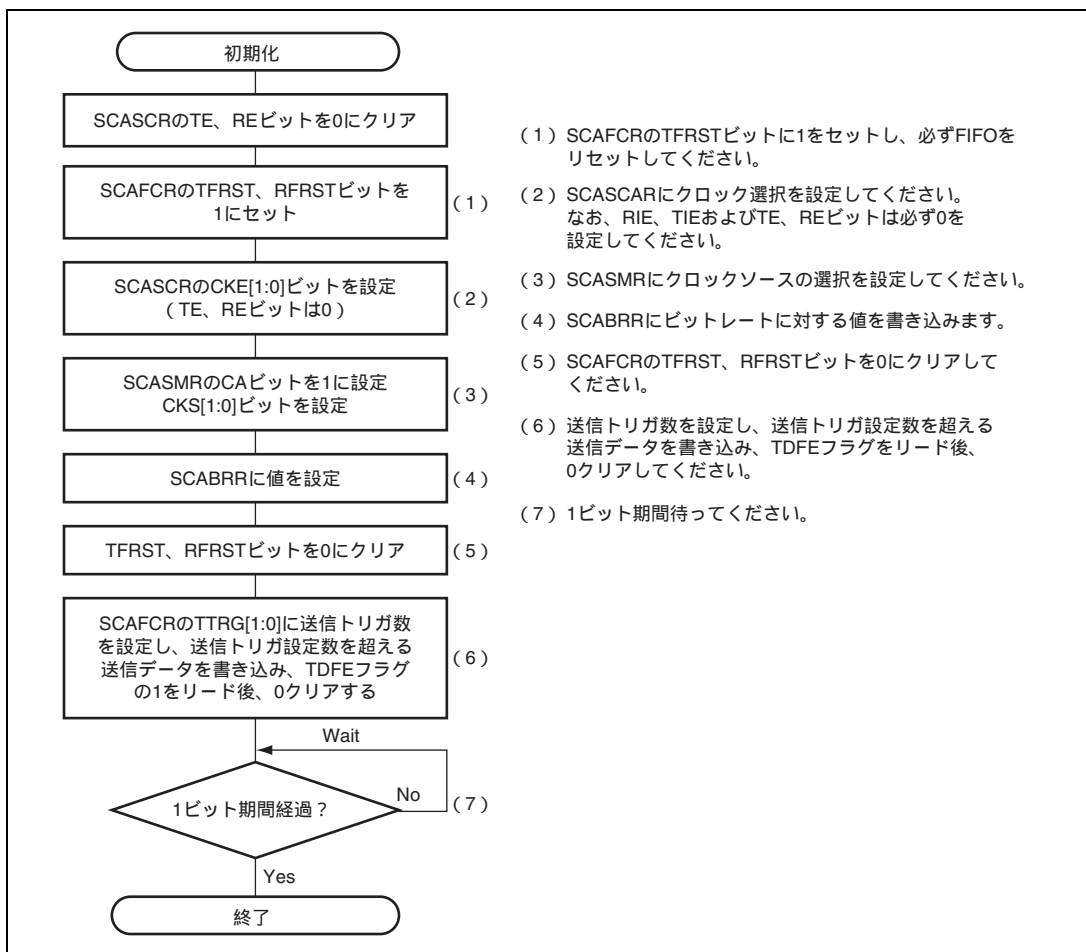 初期化
SCASCRのTE、REビットを0にクリア
SCAFCRのTFRST、RFRSTビットを
1にセット
(1)
SCASCRのCKE[1:0]ビットを設定
(TE、REビットは0)
(2)
SCASMRのCAビットを1に設定
CKS[1:0]ビットを設定
(3)
SCABRRに値を設定
(4)
TFRST、RFRSTビットを0にクリア
(5)
SCAFCRのTTRG[1:0]に送信トリガ数
を設定し、送信トリガ設定数を超える
送信データを書き込み、TDFEフラグ
の1をリード後、0クリアする
(6)
Wait
1ビット期間経過?
No
(7)
Yes
終了
(1)SCAFCRのTFRSTビットに1をセットし、必ずFIFOを
リセットしてください。
(2)SCASCARにクロック選択を設定してください。
なお、RIE、TIEおよびTE、REビットは必ず0を
設定してください。
(3)SCASMRにクロックソースの選択を設定してください。
(4)SCABRRにビットレートに対する値を書き込みます。
(5)SCAFCRのTFRST、RFRSTビットを0にクリアして
ください。
(6)送信トリガ数を設定し、送信トリガ設定数を超える
送信データを書き込み、TDFEフラグをリード後、
0クリアしてください。
(7)1ビット期間待ってください。